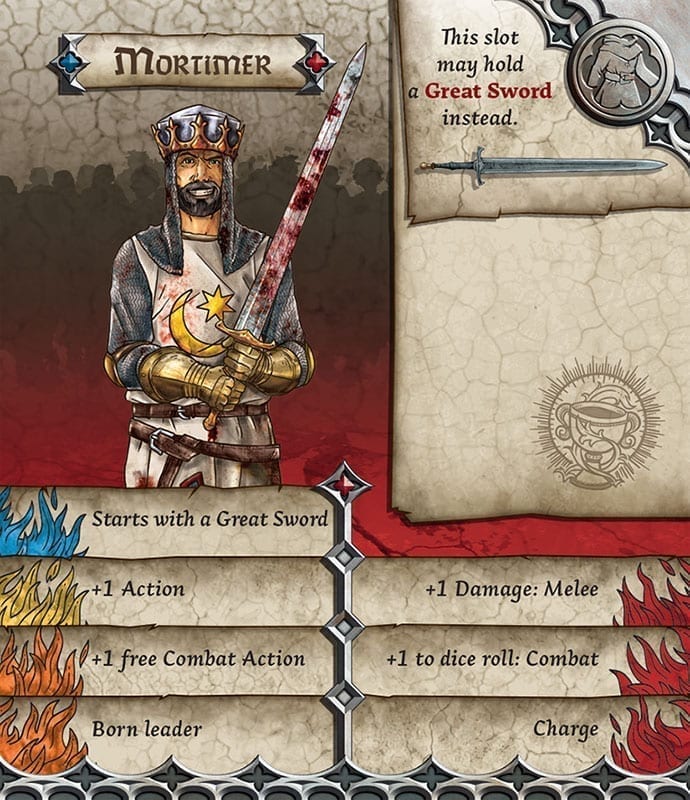 Mortimer
This slot
may hold
a Great Sword
instead.
Starts with a Great Sword
+1 Action
+1 Damage: Melee
+1 free Combat Action
+1 to dice roll: Combat
Born leader
Charge